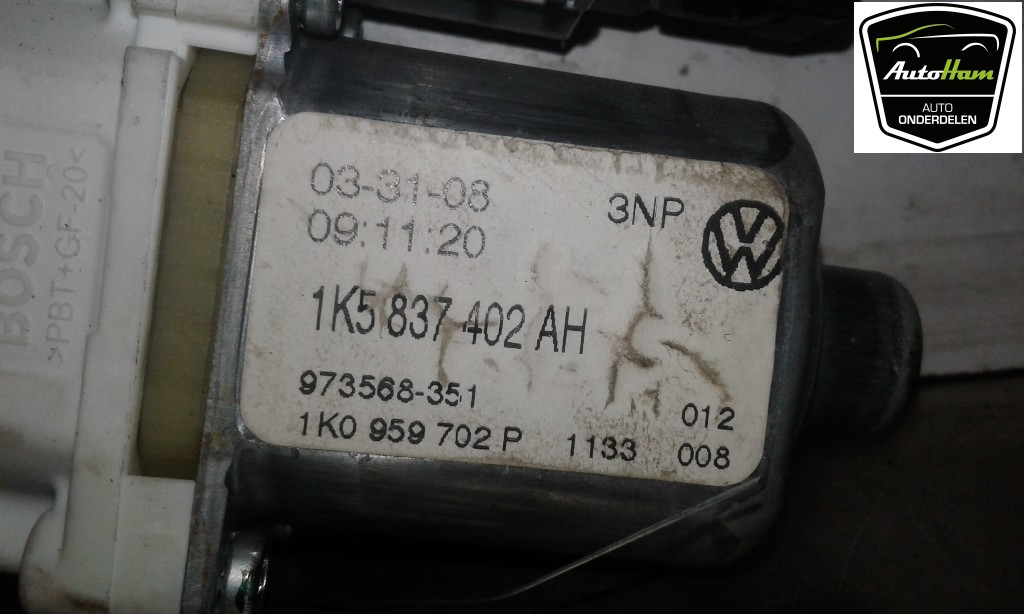 03-31-08
09:11:20
3NP
1K5 837 402 AH
973568-351
012
1K0 959 702 P 1133 008
BOSCH
>PBT+GF-20<
AutoHam
AUTO
ONDERDELEN